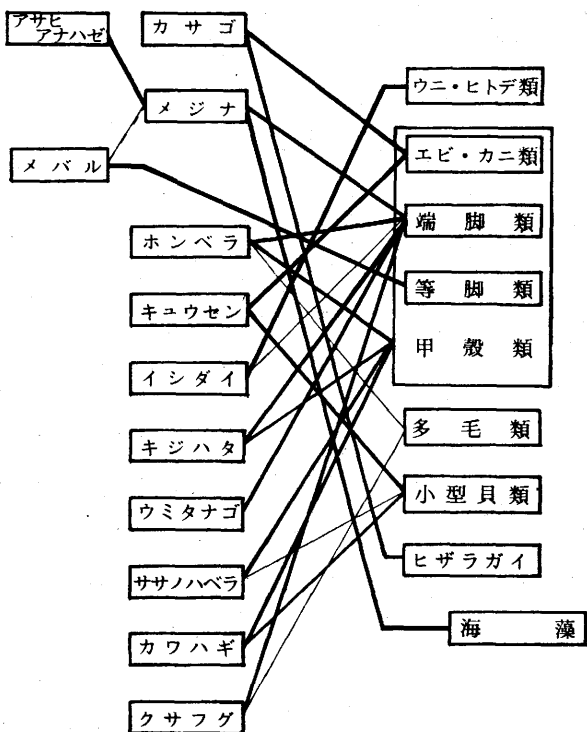 アサヒ
アナハゼ
カサゴ
メジナ
メバル
ホンベラ
キュウセン
イシダイ
キジハタ
ウミタナゴ
ササノハベラ
カワハギ
クサフグ
ウニ・ヒトデ類
エビ・カニ類
端脚類
等脚類
甲殻類
多毛類
小型貝類
ヒザラガイ
海藻